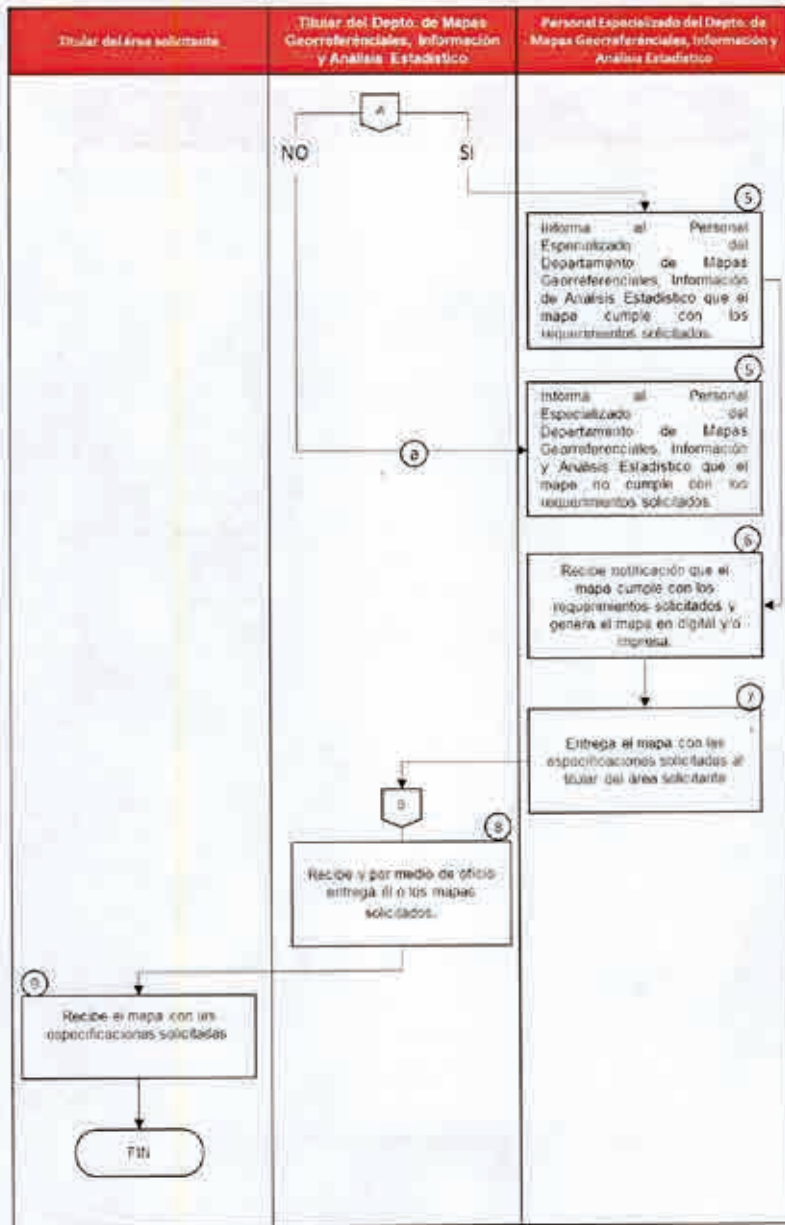 Titular del área solicitante
Titular del Depto. de Mapas
Georreferénciales, Información
y Análisis Estadístico
Personal Especializado del Depto. de
Mapas Georreferénciales, Información y
Análisis Estadístico
A
NO
SI
5
Informa al Personal
Especializado del
Departamento de Mapas
Georreferenciales, Información
de Análisis Estadístico que el
mapa cumple con los
requerimientos solicitados.
5
Informa al Personal
Especializado del
Departamento de Mapas
Georreferenciales, Información
y Análisis Estadístico que el
mapa no cumple con los
requerimientos solicitados.
a
6
Recibe notificación que el
mapa cumple con los
requerimientos solicitados y
genera el mapa en digital y/o
impresa.
7
Entrega el mapa con las
especificaciones solicitadas al
titular del área solicitante
8
Recibe y por medio de oficio
entrega el o los mapas
solicitados.
9
Recibe el mapa con las
especificaciones solicitadas
FIN